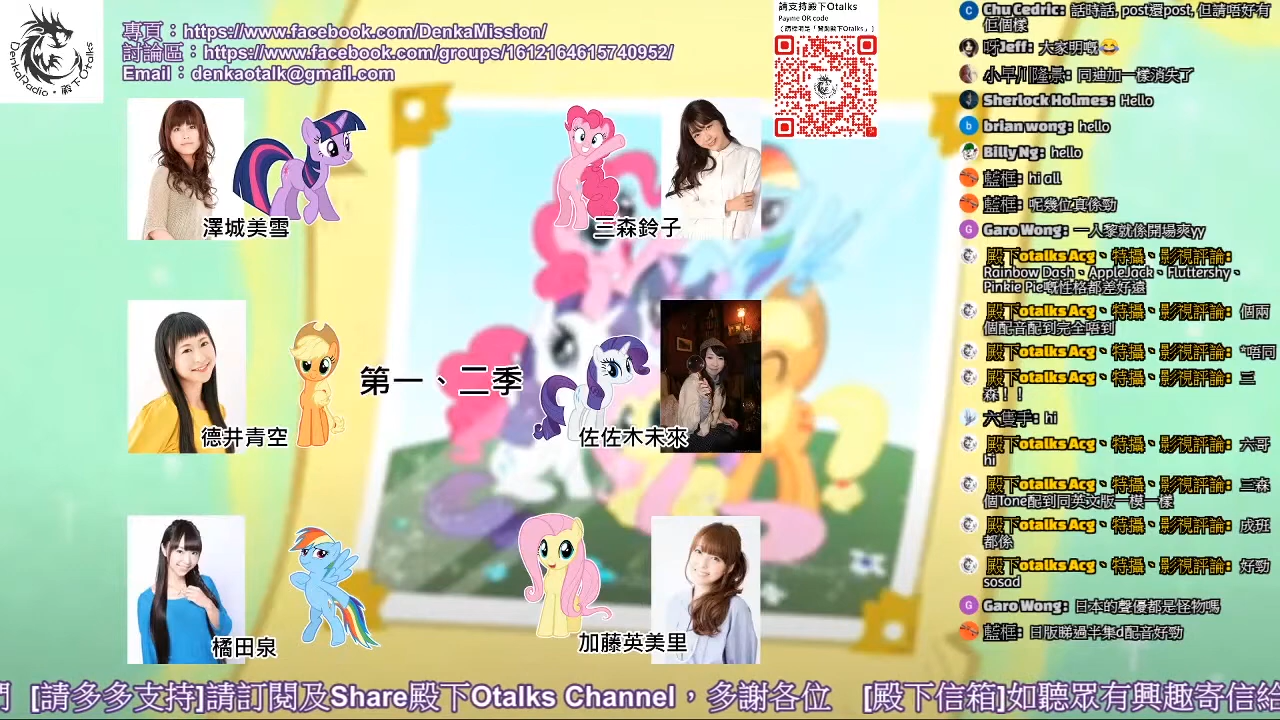 專頁：https://www.facebook.com/DenkaMission/
討論區：https://www.facebook.com/groups/1612164615740952/
Email：denkaotalk@gmail.com
DenkaRadio・殿下Otalks
請支持殿下Otalks
Payme QR code
澤城美雪
三森鈴子
德井青空
第一、二季
佐佐木未來
橘田泉
加藤英美里
Chu Cedric: 話時話, post還post, 但請唔好有
佢個樣
呀Jeff: 大家明嘅😂
小早川隆景: 同迪加一樣消失了
Sherlock Holmes: Hello
brian wong: hello
Billy Ng: hello
藍框: hi all
藍框: 呢幾位真係勁
Garo Wong: 一人黎就係開場爽yy
殿下otalks Acg、特攝、影視評論:
Rainbow Dash、AppleJack、Fluttershy、
Pinkie Pie嘅性格都差好遠
殿下otalks Acg、特攝、影視評論: 個兩
個配音配到完全唔到
殿下otalks Acg、特攝、影視評論: *唔同
殿下otalks Acg、特攝、影視評論: 三
森！！
六隻手: hi
殿下otalks Acg、特攝、影視評論: 六哥
hi
殿下otalks Acg、特攝、影視評論: 三森
個Tone配到同英文版一模一樣
殿下otalks Acg、特攝、影視評論: 成班
都係
殿下otalks Acg、特攝、影視評論: 好勁
sosad
Garo Wong: 日本的聲優都是怪物嗎
藍框: 日版睇過半集d配音好勁
[請多多支持]請訂閱及Share殿下Otalks Channel，多謝各位 [殿下信箱]如聽眾有興趣寄信給